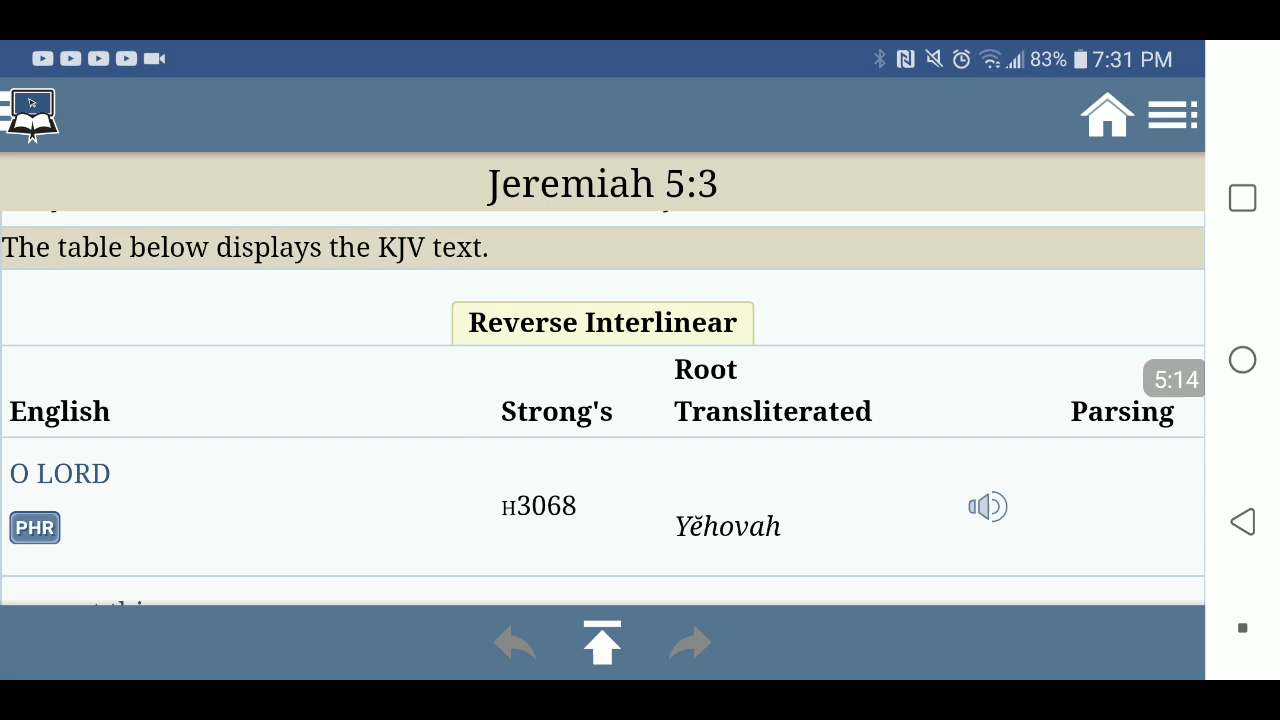 83% 7:31 PM
Jeremiah 5:3
The table below displays the KJV text.
Reverse Interlinear
English Strong's Root Transliterated Parsing
5:14
O LORD
PHR
H3068
Yĕhovah